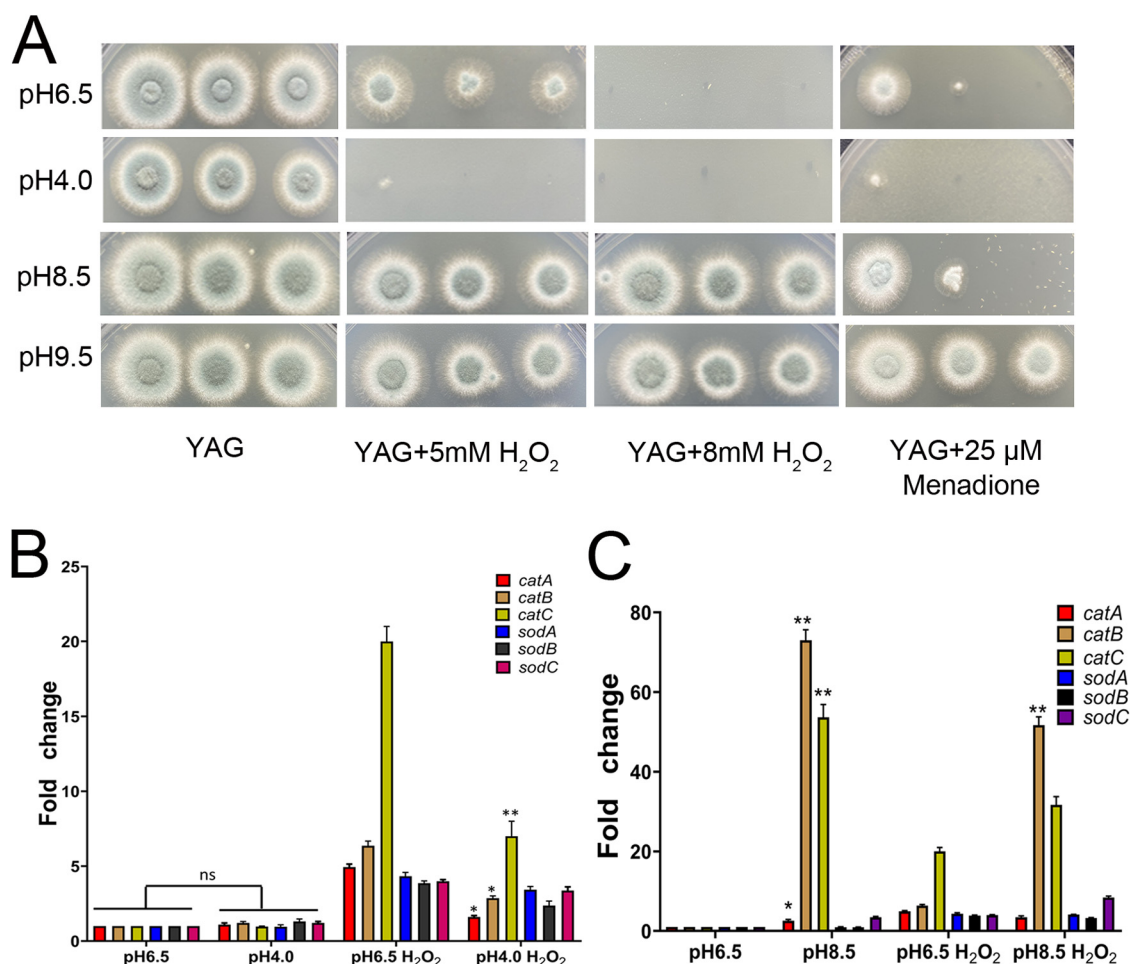 A
pH6.5
pH4.0
pH8.5
pH9.5
YAG
YAG+5mM H₂O₂
YAG+8mM H₂O₂
YAG+25 µM
Menadione
B
Fold change
25
20
15
10
5
0
catA
catB
catC
sodA
sodB
sodC
ns
*
*
**
pH6.5
pH4.0
pH6.5 H₂O₂
pH4.0 H₂O₂
C
Fold change
80
60
40
20
0
catA
catB
catC
sodA
sodB
sodC
*
**
**
**
pH6.5
pH8.5
pH6.5 H₂O₂
pH8.5 H₂O₂